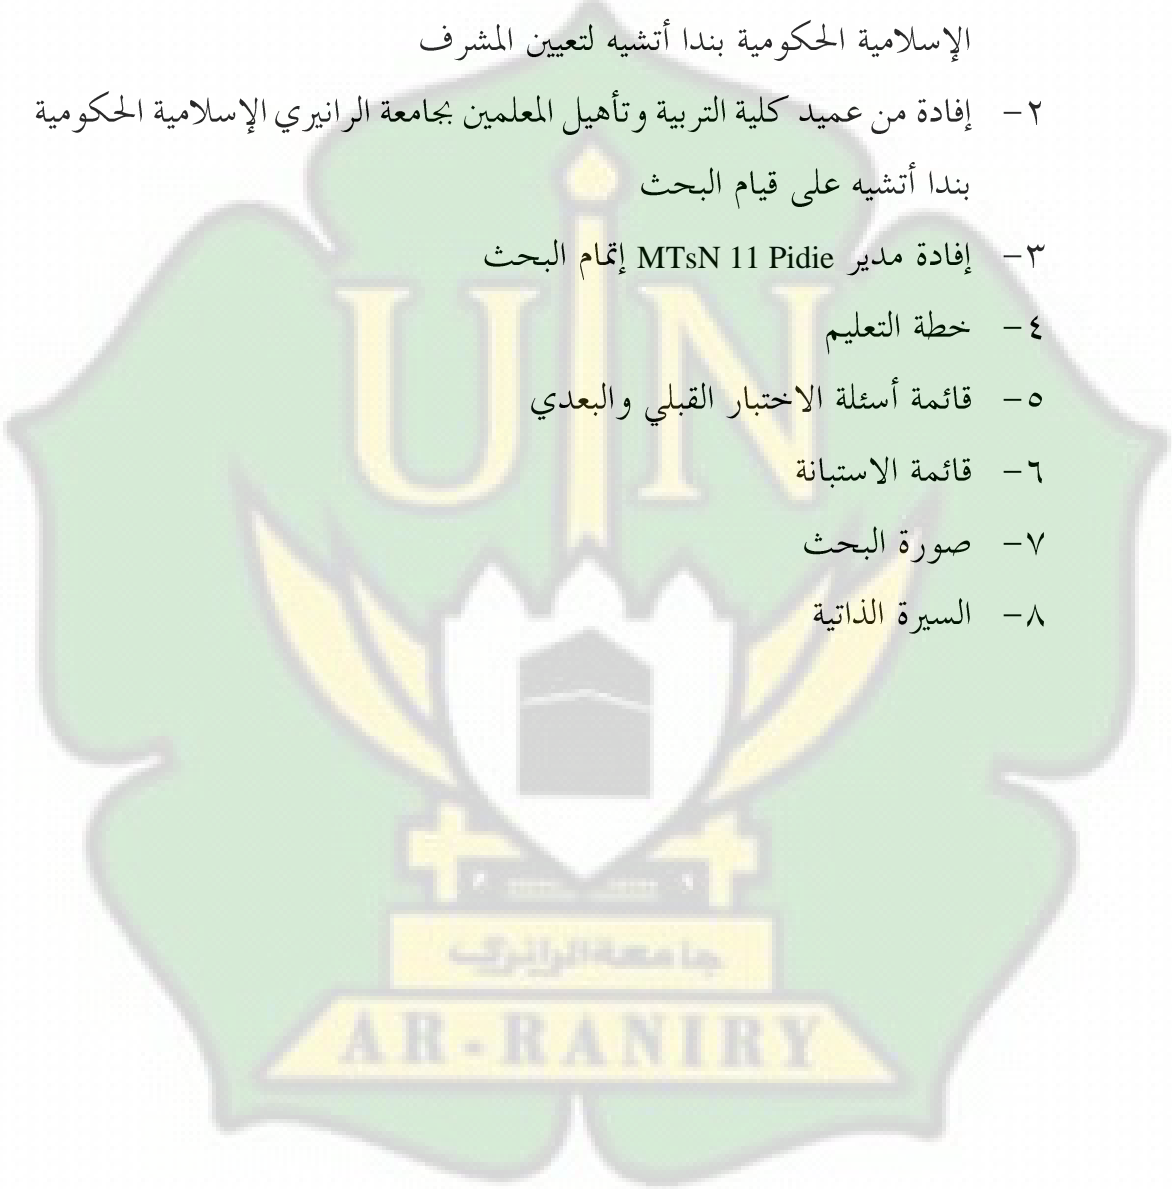 الإسلامية الحكومية بندا أتشيه لتعيين المشرف
٢- إفادة من عميد كلية التربية وتأهيل المعلمين بجامعة الرانيري الإسلامية الحكومية
بندا أتشيه على قيام البحث
٣- إفادة مدير MTsN 11 Pidie إتمام البحث
٤- خطة التعليم
٥- قائمة أسئلة الاختبار القبلي والبعدي
٦- قائمة الاستبانة
٧- صورة البحث
٨- السيرة الذاتية
UIN
جامعة الرانري
AR-RANIRY